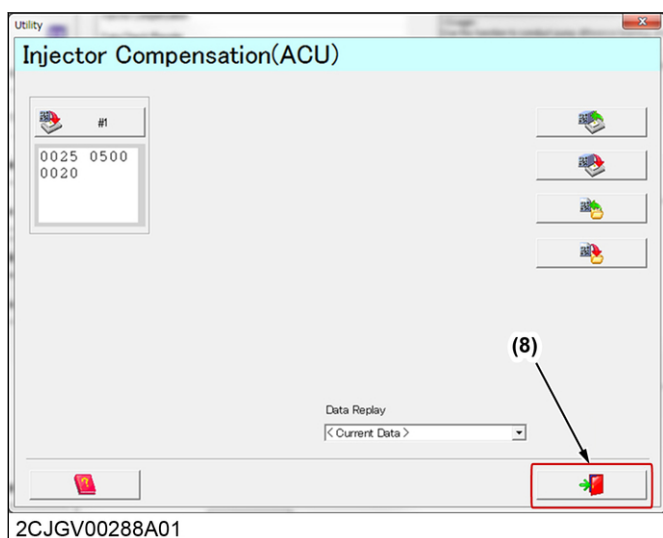 Utility
Injector Compensation(ACU)
#1
0025 0500
0020
(8)
Data Replay
< Current Data >
2CJGV00288A01